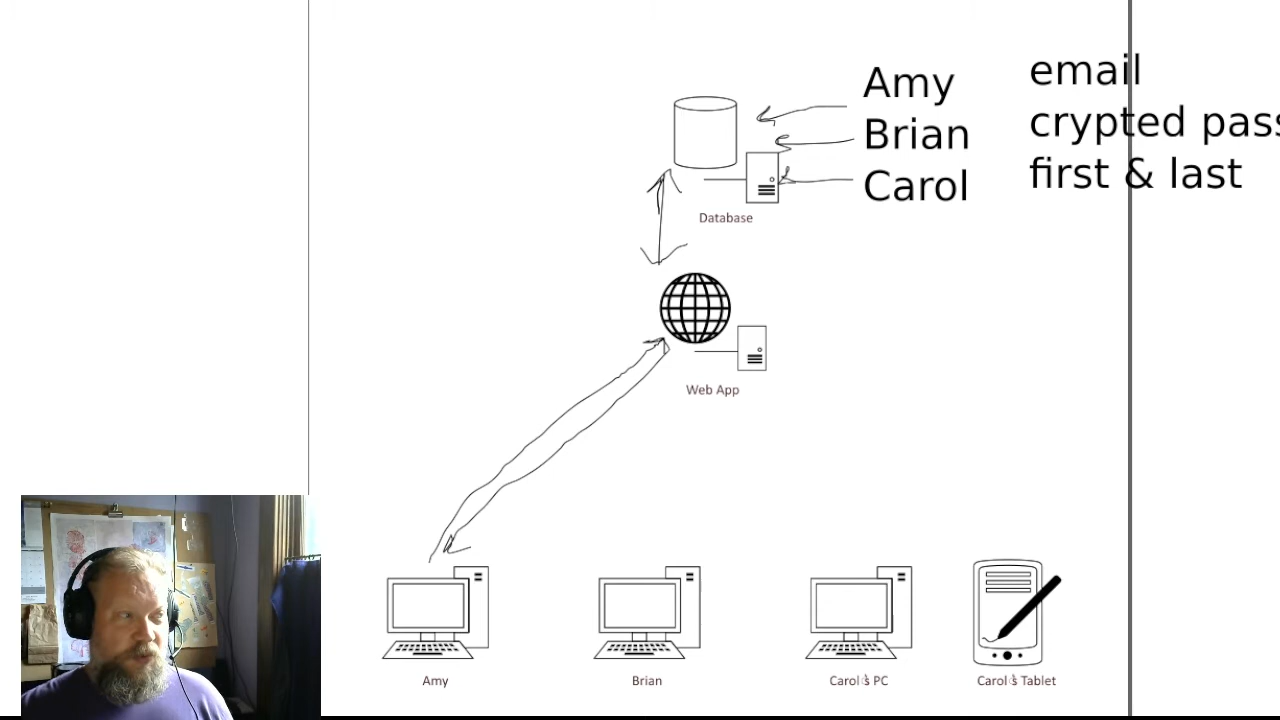 Amy
Brian
Carol
email
crypted pass
first & last
Database
Web App
Amy
Brian
Carol's PC
Carol's Tablet